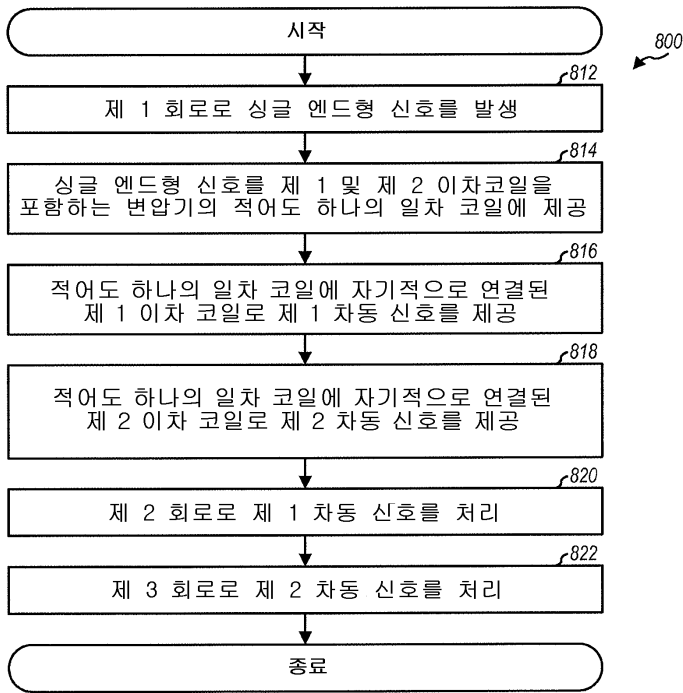 시작
800
812
제 1 회로로 싱글 엔드형 신호를 발생
814
싱글 엔드형 신호를 제 1 및 제 2 이차코일을
포함하는 변압기의 적어도 하나의 일차 코일에 제공
816
적어도 하나의 일차 코일에 자기적으로 연결된
제 1 이차 코일로 제 1 차동 신호를 제공
818
적어도 하나의 일차 코일에 자기적으로 연결된
제 2 이차 코일로 제 2 차동 신호를 제공
820
제 2 회로로 제 1 차동 신호를 처리
822
제 3 회로로 제 2 차동 신호를 처리
종료